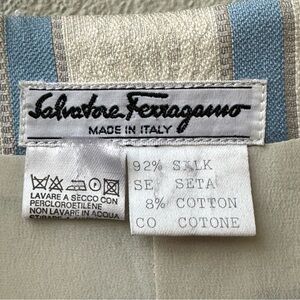 Salvatore Ferragamo
MADE IN ITALY
LAVARE A SECCO CON
PERCLOROETILENE
NON LAVARE IN ACQUA
92% SILK
SE SETA
8% COTTON
CO COTONE